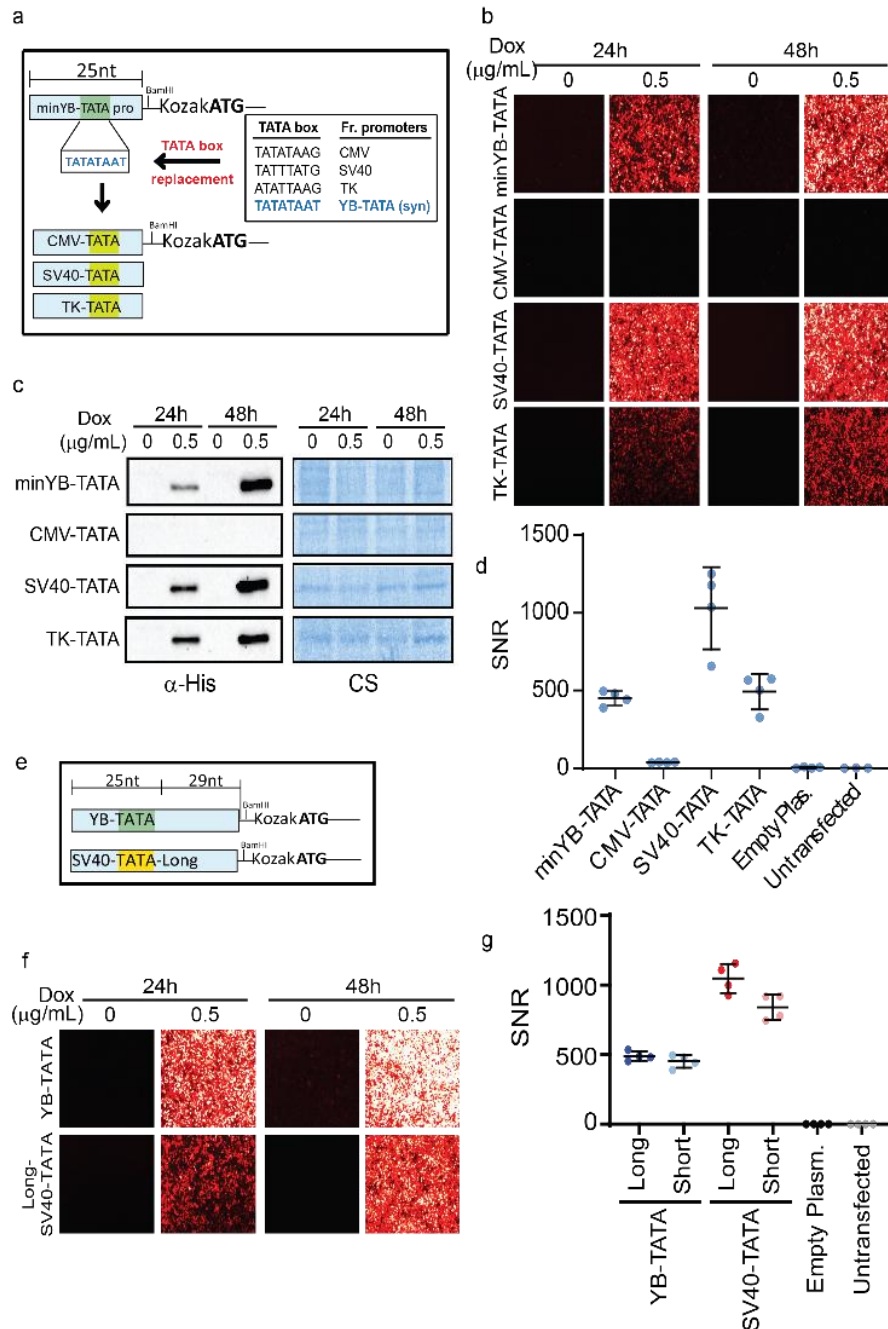 a
25nt
BamHI
minYB-TATA pro
KozakATG
TATATAAT
TATA box
replacement
TATA box Fr. promoters
TATATAAG CMV
TATTTATG SV40
ATATTAAG TK
TATATAAT YB-TATA (syn)
BamHI
CMV-TATA
KozakATG
SV40-TATA
TK-TATA
b
Dox
(μg/mL)
24h 48h
0 0.5 0 0.5
minYB-TATA
CMV-TATA
SV40-TATA
TK-TATA
c
Dox
(μg/mL)
24h 48h 24h 48h
0 0.5 0 0.5 0 0.5 0 0.5
minYB-TATA
CMV-TATA
SV40-TATA
TK-TATA
α-His CS
d
SNR
1500
1000
500
0
minYB-TATA
CMV-TATA
SV40-TATA
TK-TATA
Empty Plas.
Untransfected
e
25nt 29nt
BamHI
YB-TATA
KozakATG
BamHI
SV40-TATA-Long
KozakATG
f
Dox
(μg/mL)
24h 48h
0 0.5 0 0.5
YB-TATA
Long-
SV40-TATA
g
SNR
1500
1000
500
0
Long
Short
Long
Short
YB-TATA
SV40-TATA
Empty Plasm.
Untransfected